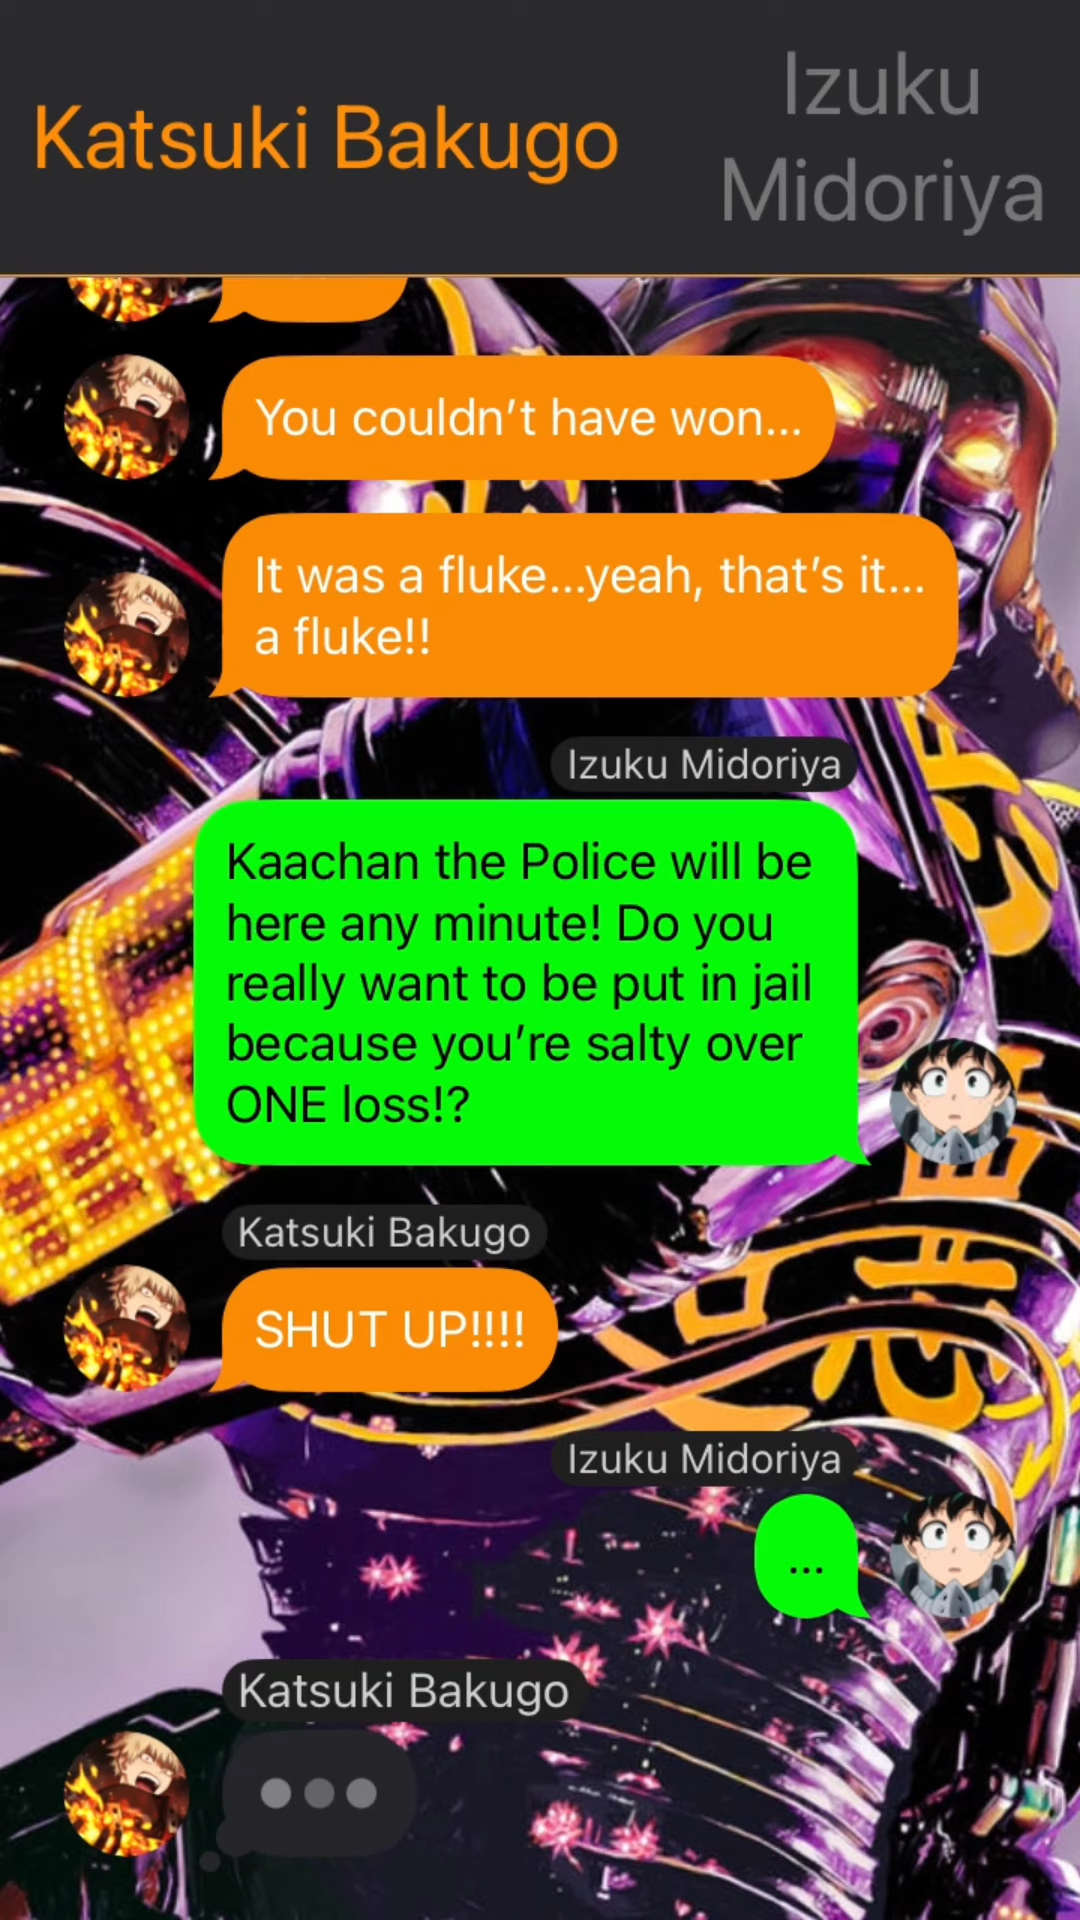 Katsuki Bakugo
Izuku
Midoriya
You couldn’t have won...
It was a fluke...yeah, that’s it...
a fluke!!
Izuku Midoriya
Kaachan the Police will be
here any minute! Do you
really want to be put in jail
because you’re salty over
ONE loss!?
Katsuki Bakugo
SHUT UP!!!!
Izuku Midoriya
...
Katsuki Bakugo